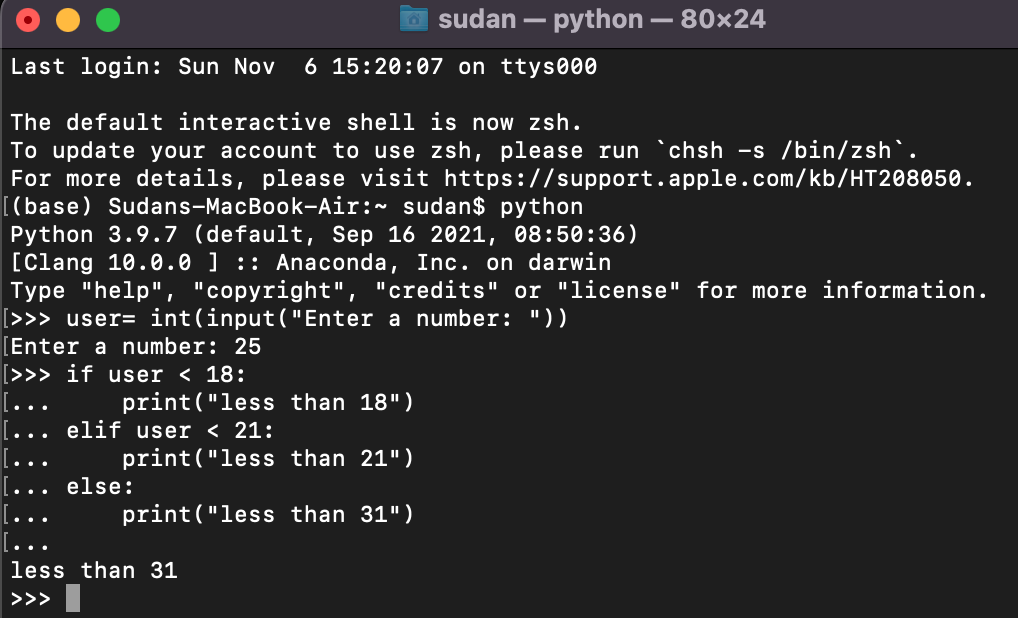 sudan — python — 80×24
Last login: Sun Nov  6 15:20:07 on ttys000

The default interactive shell is now zsh.
To update your account to use zsh, please run `chsh -s /bin/zsh`.
For more details, please visit https://support.apple.com/kb/HT208050.
[(base) Sudans-MacBook-Air:~ sudan$ python
Python 3.9.7 (default, Sep 16 2021, 08:50:36)
[Clang 10.0.0 ] :: Anaconda, Inc. on darwin
Type "help", "copyright", "credits" or "license" for more information.
[>>> user= int(input("Enter a number: "))
[Enter a number: 25
[>>> if user < 18:
[...     print("less than 18")
[... elif user < 21:
[...     print("less than 21")
[... else:
[...     print("less than 31")
[...
less than 31
>>>